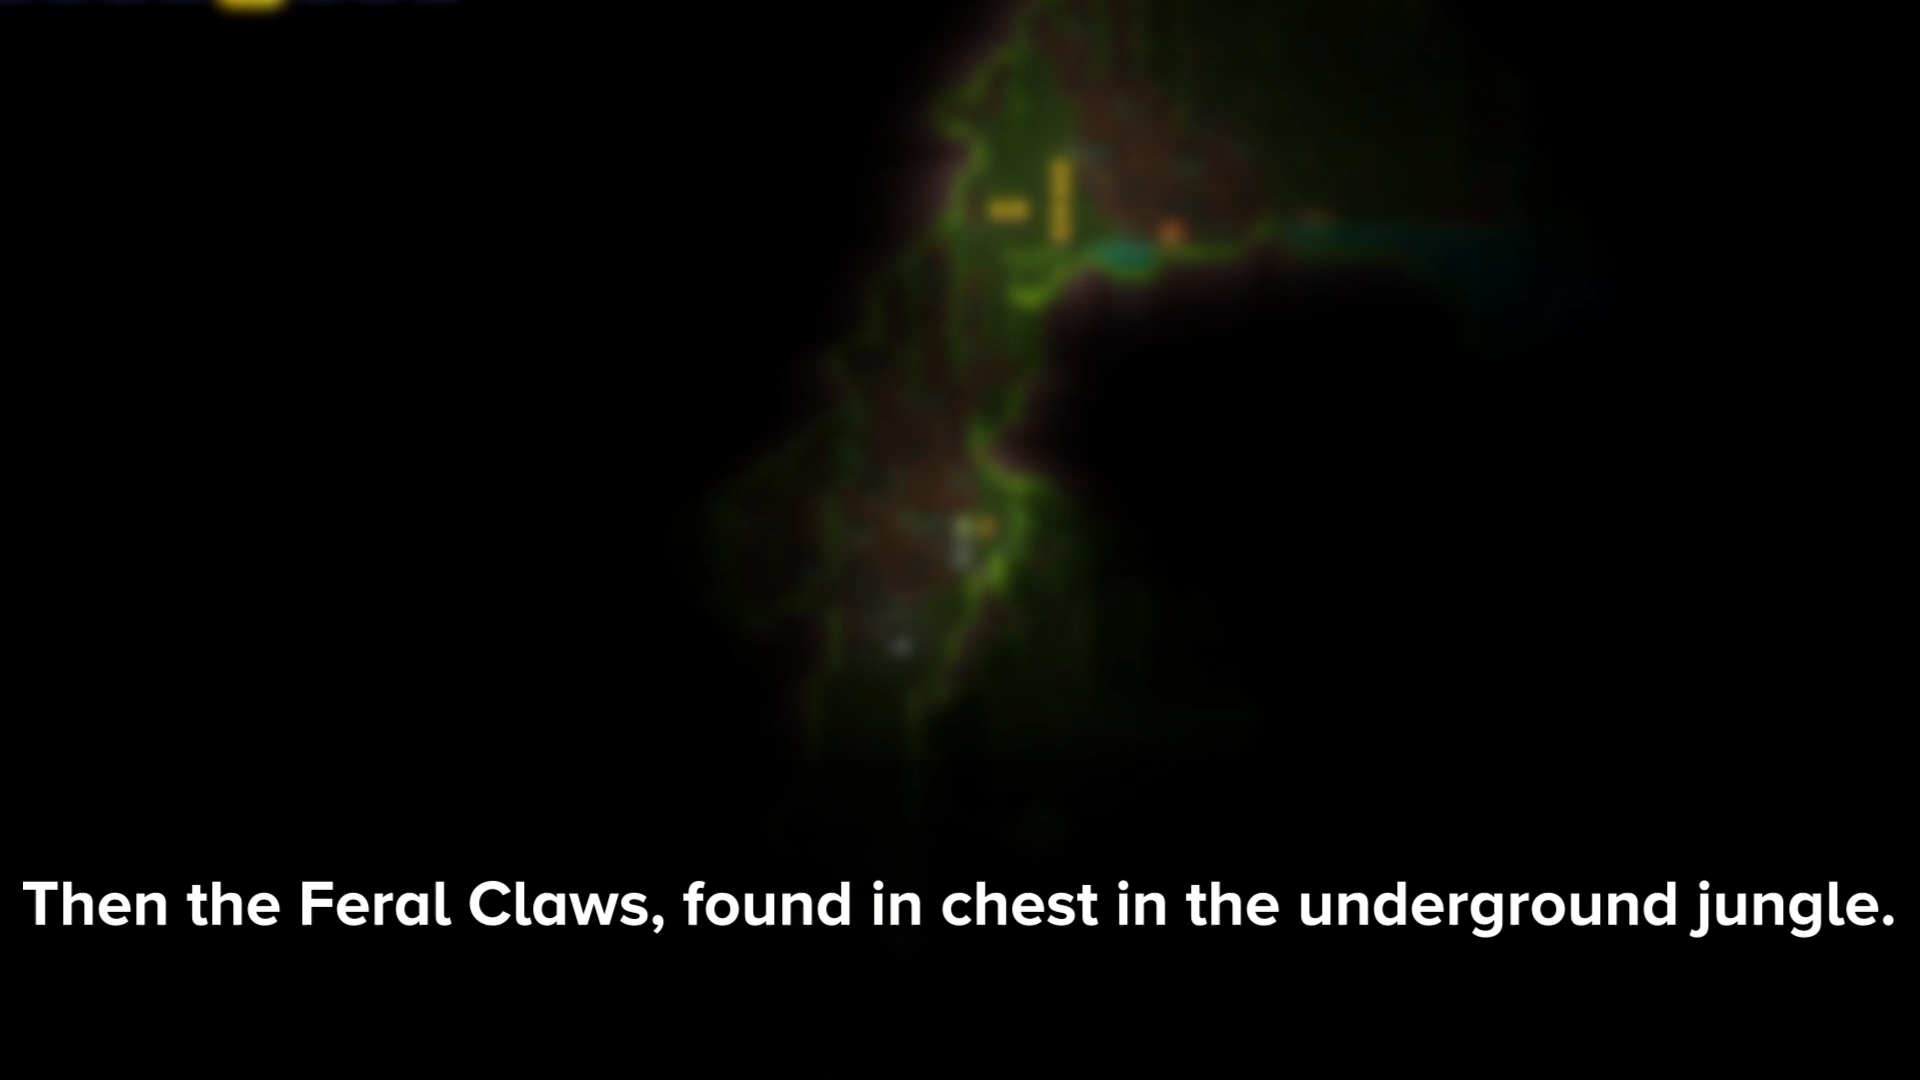 Then the Feral Claws, found in chest in the underground jungle.